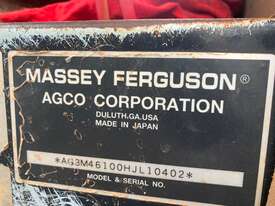 MASSEY FERGUSON®
AGCO CORPORATION
DULUTH.GA.USA
MADE IN JAPAN
*AG3M46100HJL10402*
MODEL & SERIAL NO.